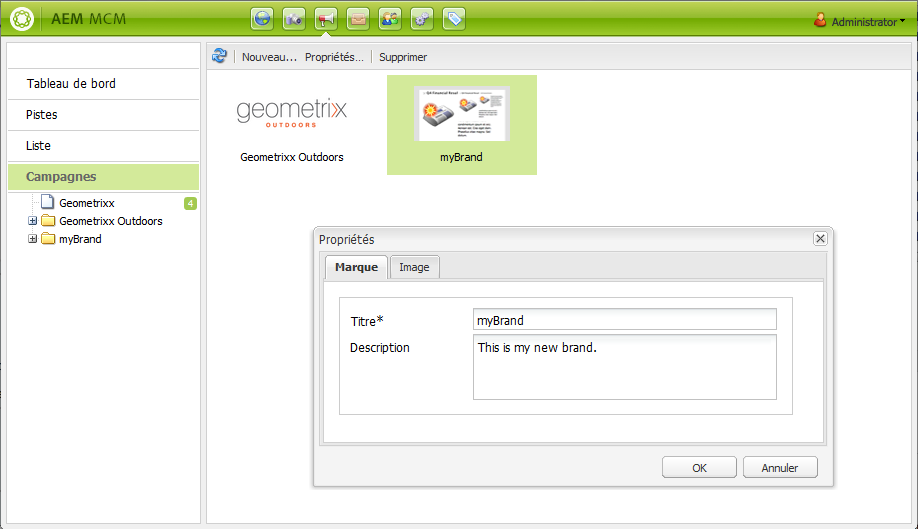 AEM MCM
Administrator
Nouveau... Propriétés... Supprimer
Tableau de bord
Pistes
Liste
Campagnes
Geometrixx 4
Geometrixx Outdoors
myBrand
geometrixx
OUTDOORS
Geometrixx Outdoors
myBrand
Propriétés
Marque Image
Titre* myBrand
Description This is my new brand.
OK Annuler